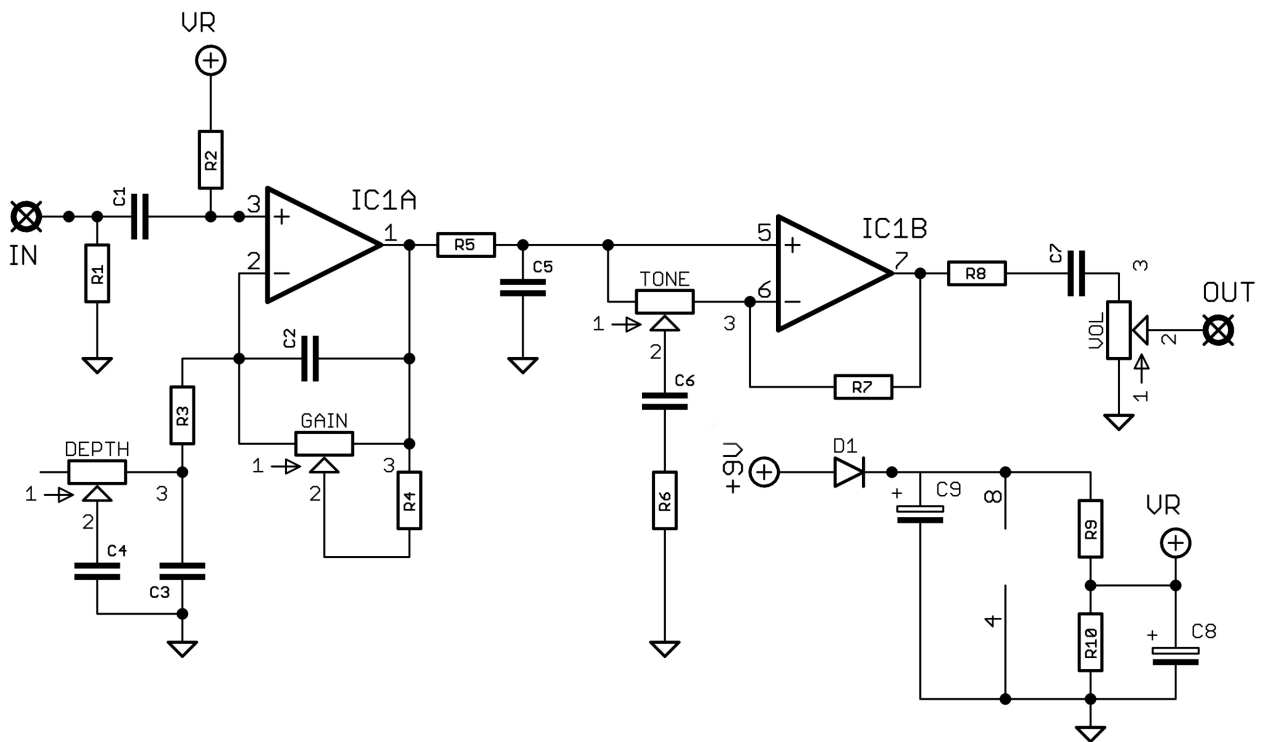 VR
R2
C1
3
+
IC1A
1
IN
R1
2
−
R5
C5
C2
R3
GAIN
1
2
3
R4
DEPTH
1
2
3
C4
C3
TONE
1
2
3
C6
R6
5
+
IC1B
7
6
−
R7
R8
C7
3
VOL
2
1
OUT
+9V
+
D1
+
C9
8
4
R9
R10
VR
+
+
C8